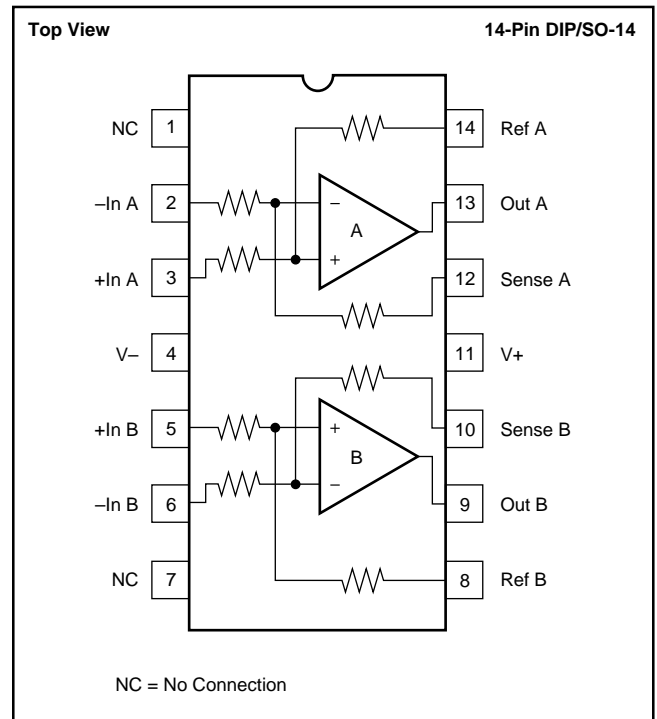 Top View 14-Pin DIP/SO-14
NC 1 14 Ref A
–In A 2 – 13 Out A
A
+In A 3 + 12 Sense A
V– 4 11 V+
+In B 5 + 10 Sense B
B
–In B 6 – 9 Out B
NC 7 8 Ref B
NC = No Connection